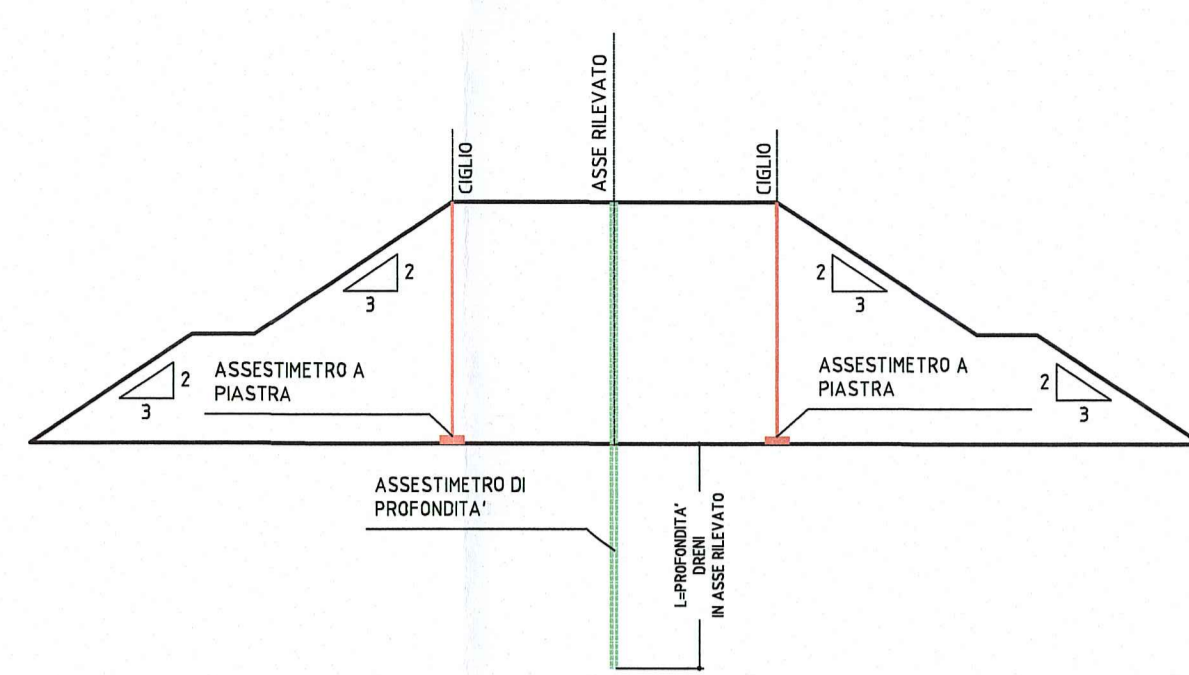 ASSE RILEVATO
CIGLIO
CIGLIO
2
3
2
3
2
3
ASSESTIMETRO A
PIASTRA
ASSESTIMETRO A
PIASTRA
2
3
ASSESTIMETRO DI
PROFONDITA'
L=PROFONDITA'
DRENI
IN ASSE RILEVATO